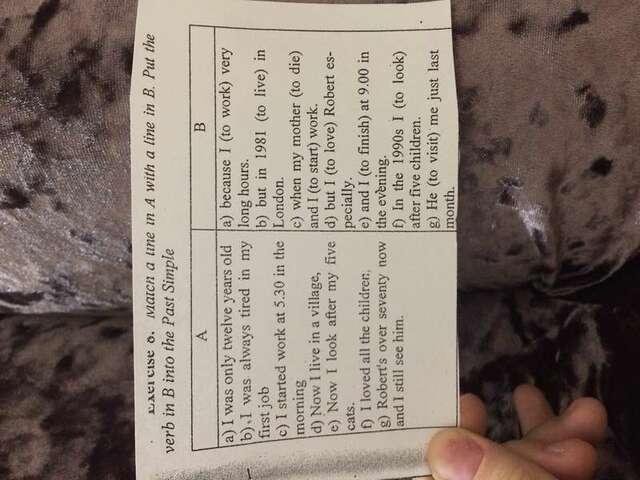 Exercise 8. Match a line in A with a line in B. Put the
verb in B into the Past Simple
A
a) I was only twelve years old
b) I was always tired in my
first job
c) I started work at 5.30 in the
morning
d) Now I live in a village,
e) Now I look after my five
cats.
f) I loved all the children,
g) Robert's over seventy now
and I still see him.
B
a) because I (to work) very
long hours.
b) but in 1981 (to live) in
London.
c) when my mother (to die)
and I (to start) work.
d) but I (to love) Robert es-
pecially.
e) and I (to finish) at 9.00 in
the evening.
f) In the 1990s I (to look)
after five children.
g) He (to visit) me just last
month.